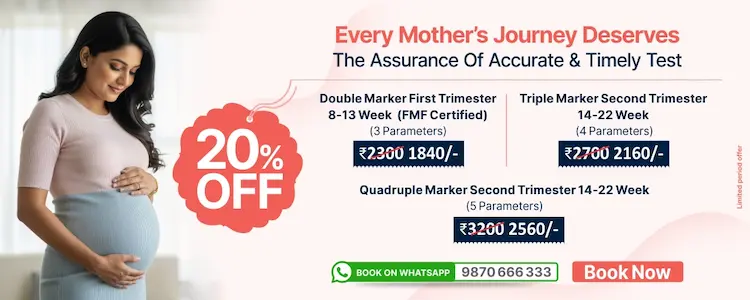 Every Mother's Journey Deserves
The Assurance Of Accurate & Timely Test
20%
OFF
Double Marker First Trimester
8-13 Week (FMF Certified)
(3 Parameters)
₹2300 1840/-
Triple Marker Second Trimester
14-22 Week
(4 Parameters)
₹2700 2160/-
Quadruple Marker Second Trimester 14-22 Week
(5 Parameters)
₹3200 2560/-
BOOK ON WHATSAPP 9870 666 333
Book Now
Limited period offer